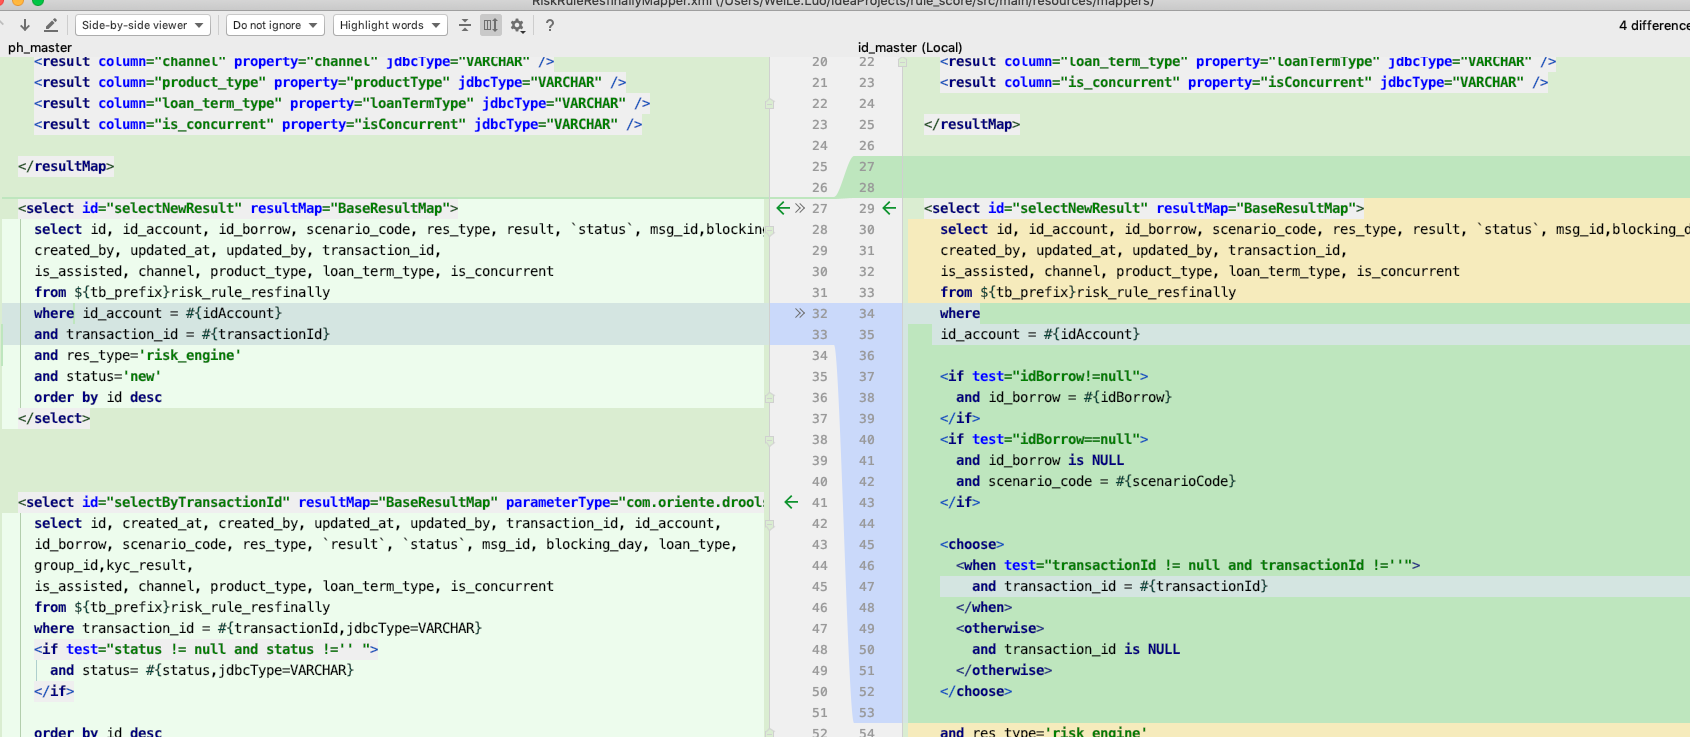 RiskRuleResfinallyMapper.xml (/Users/WeiLe.Luo/IdeaProjects/rule_score/src/main/resources/mappers)
Side-by-side viewer
Do not ignore
Highlight words
?
4 difference
ph_master
id_master (Local)
<result column="channel" property="channel" jdbcType="VARCHAR" />
<result column="product_type" property="productType" jdbcType="VARCHAR" />
<result column="loan_term_type" property="loanTermType" jdbcType="VARCHAR" />
<result column="is_concurrent" property="isConcurrent" jdbcType="VARCHAR" />
</resultMap>
<select id="selectNewResult" resultMap="BaseResultMap">
select id, id_account, id_borrow, scenario_code, res_type, result, `status`, msg_id,blocking
created_by, updated_at, updated_by, transaction_id,
is_assisted, channel, product_type, loan_term_type, is_concurrent
from ${tb_prefix}risk_rule_resfinally
where id_account = #{idAccount}
and transaction_id = #{transactionId}
and res_type='risk_engine'
and status='new'
order by id desc
</select>
<select id="selectByTransactionId" resultMap="BaseResultMap" parameterType="com.oriente.drools
select id, created_at, created_by, updated_at, updated_by, transaction_id, id_account,
id_borrow, scenario_code, res_type, `result`, `status`, msg_id, blocking_day, loan_type,
group_id,kyc_result,
is_assisted, channel, product_type, loan_term_type, is_concurrent
from ${tb_prefix}risk_rule_resfinally
where transaction_id = #{transactionId,jdbcType=VARCHAR}
<if test="status != null and status !='' ">
and status= #{status,jdbcType=VARCHAR}
</if>
order by id desc
20 22
21 23
22 24
23 25
24 26
25 27
26 28
27 29
28 30
29 31
30 32
31 33
32 34
33 35
34 36
35 37
36 38
37 39
38 40
39 41
40 42
41 43
42 44
43 45
44 46
45 47
46 48
47 49
48 50
49 51
50 52
51 53
52 54
<result column="loan_term_type" property="loanTermType" jdbcType="VARCHAR" />
<result column="is_concurrent" property="isConcurrent" jdbcType="VARCHAR" />
</resultMap>
<select id="selectNewResult" resultMap="BaseResultMap">
select id, id_account, id_borrow, scenario_code, res_type, result, `status`, msg_id,blocking_d
created_by, updated_at, updated_by, transaction_id,
is_assisted, channel, product_type, loan_term_type, is_concurrent
from ${tb_prefix}risk_rule_resfinally
where
id_account = #{idAccount}
<if test="idBorrow!=null">
and id_borrow = #{idBorrow}
</if>
<if test="idBorrow==null">
and id_borrow is NULL
and scenario_code = #{scenarioCode}
</if>
<choose>
<when test="transactionId != null and transactionId !=''">
and transaction_id = #{transactionId}
</when>
<otherwise>
and transaction_id is NULL
</otherwise>
</choose>
and res_type='risk_engine'